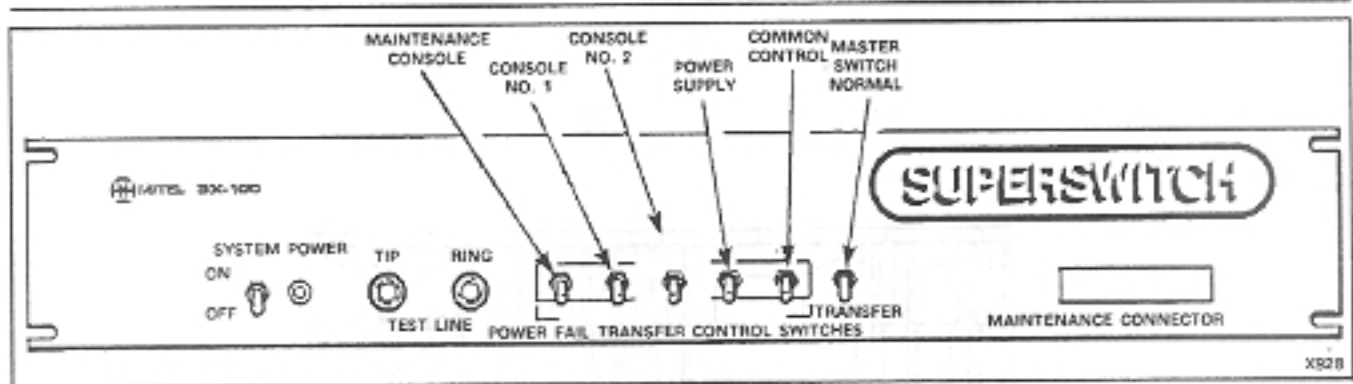 MAINTENANCE
CONSOLE
CONSOLE
NO. 1
CONSOLE
NO. 2
POWER
SUPPLY
COMMON
CONTROL
MASTER
SWITCH
NORMAL
MITEL SX-100
SUPERSWITCH
SYSTEM POWER
ON
OFF
TIP
RING
TEST LINE
TRANSFER
POWER FAIL TRANSFER CONTROL SWITCHES
MAINTENANCE CONNECTOR
X928